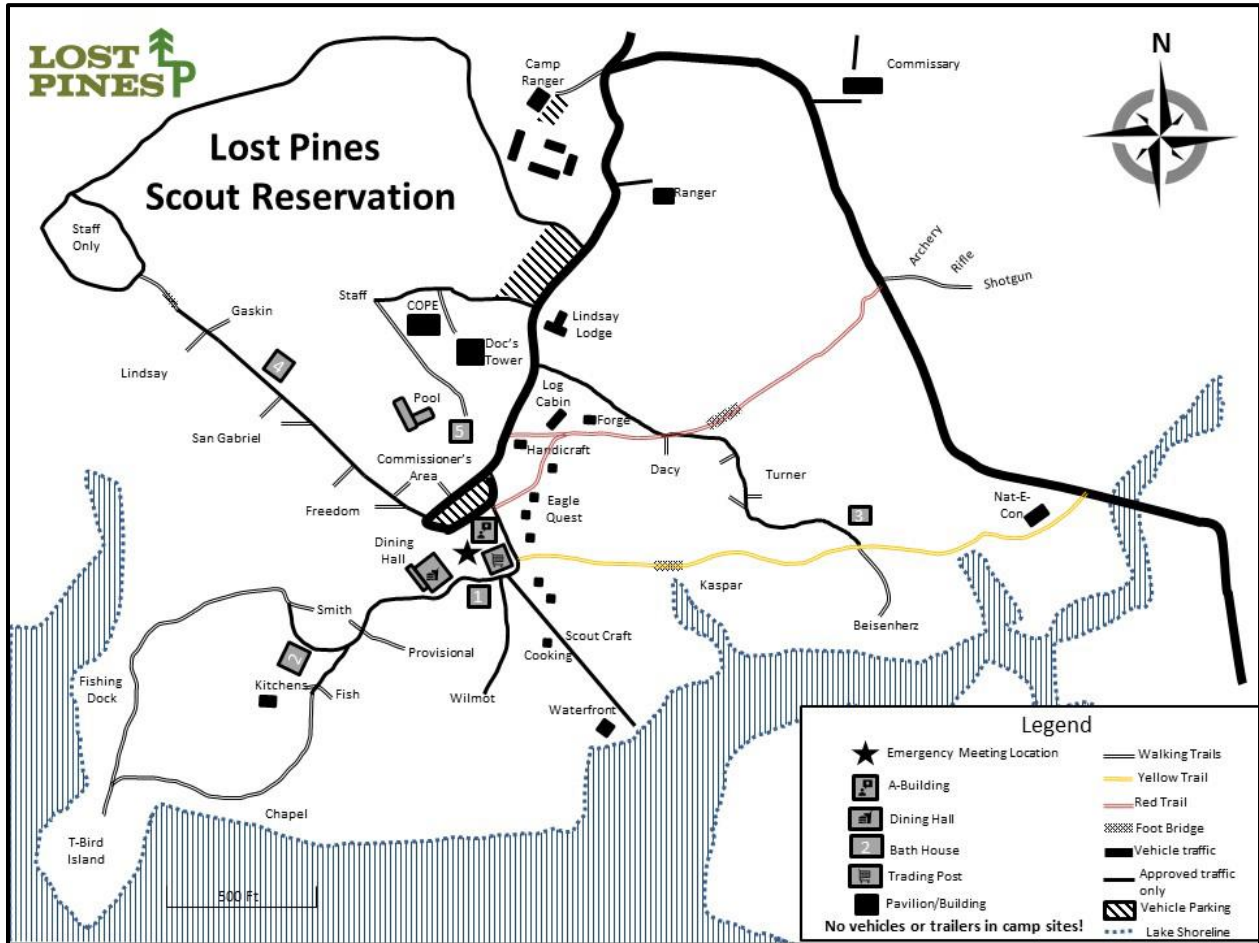 LOST
PINES
LP
Lost Pines
Scout Reservation
Camp
Ranger
Commissary
N
Ranger
Staff
Only
Archery
Rifle
Shotgun
Gaskin
Staff
COPE
Lindsay
Lodge
Doc's
Tower
Lindsay
4
Log
Cabin
Pool
Forge
5
San Gabriel
Handicraft
Commissioner's
Area
Dacy
Turner
Freedom
Eagle
Quest
Nat-E-
Con
3
Dining
Hall
Kaspar
1
Smith
Beisenherz
Scout Craft
Provisional
Cooking
2
Fishing
Dock
Kitchens
Fish
Wilmot
Waterfront
Chapel
T-Bird
Island
500 Ft
Legend
Emergency Meeting Location
A-Building
Dining Hall
2
Bath House
Trading Post
Pavilion/Building
No vehicles or trailers in camp sites!
Walking Trails
Yellow Trail
Red Trail
Foot Bridge
Vehicle traffic
Approved traffic
only
Vehicle Parking
Lake Shoreline